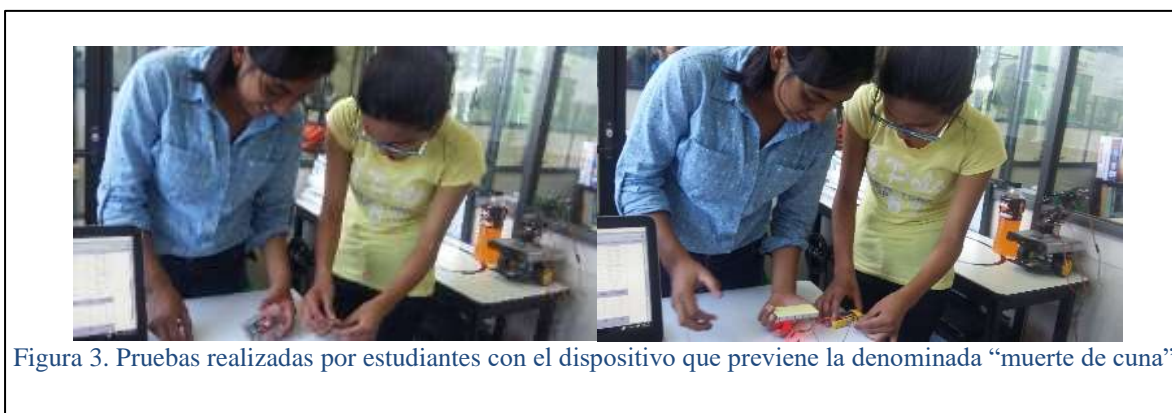 Figura 3. Pruebas realizadas por estudiantes con el dispositivo que previene la denominada “muerte de cuna”